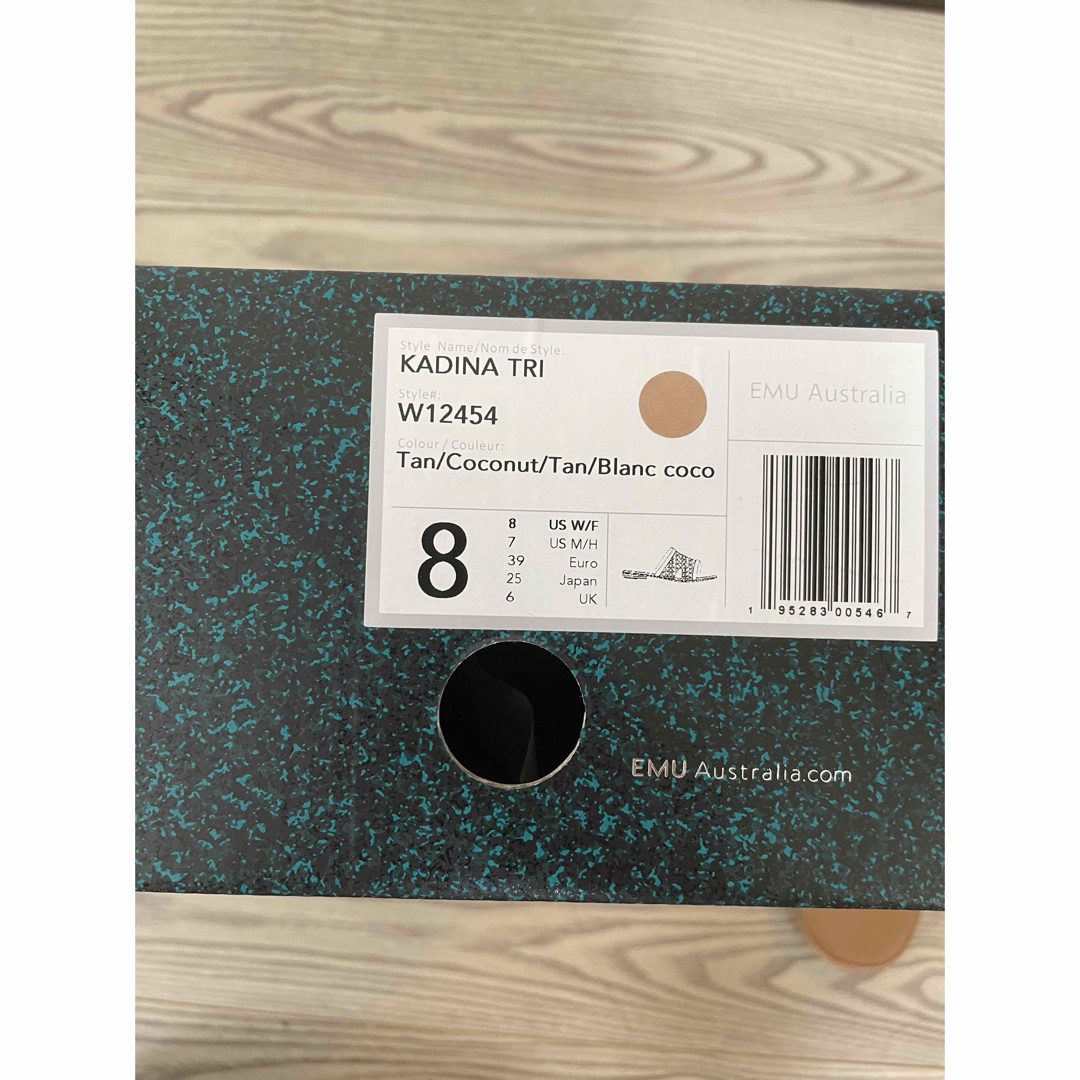 Style Name/Nom de Style:
KADINA TRI
Style#:
W12454
Colour / Couleur:
Tan/Coconut/Tan/Blanc coco
8
8 US W/F
7 US M/H
39 Euro
25 Japan
6 UK
EMU Australia
1 95283 00546 7
EMU Australia.com